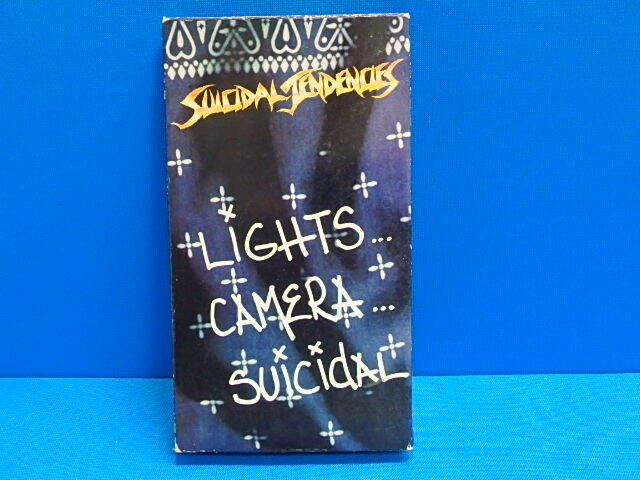 SUICIDAL TENDENCIES
LIGHTS...
CAMERA...
SUICIDAL